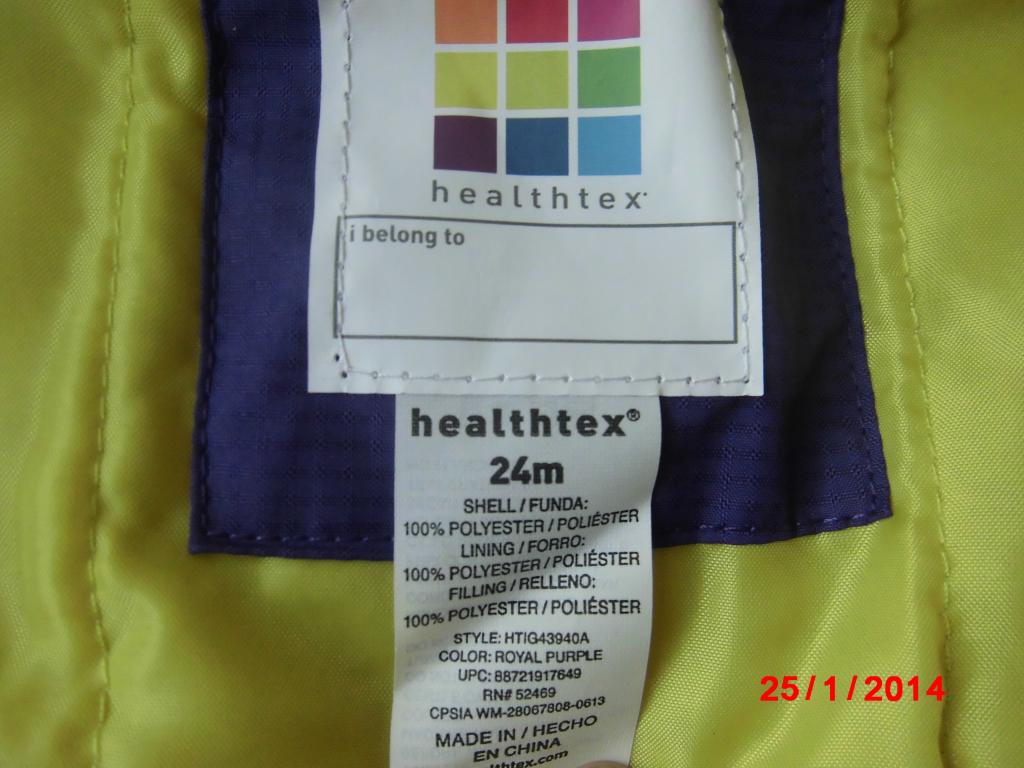 healthtex
i belong to
healthtex®
24m
SHELL / FUNDA:
100% POLYESTER / POLIÉSTER
LINING / FORRO:
100% POLYESTER / POLIÉSTER
FILLING / RELLENO:
100% POLYESTER / POLIÉSTER
STYLE: HTIG43940A
COLOR: ROYAL PURPLE
UPC: 88721917649
RN# 52469
CPSIA WM-28067808-0613
MADE IN / HECHO
EN CHINA
lthtex.com
25/1/2014